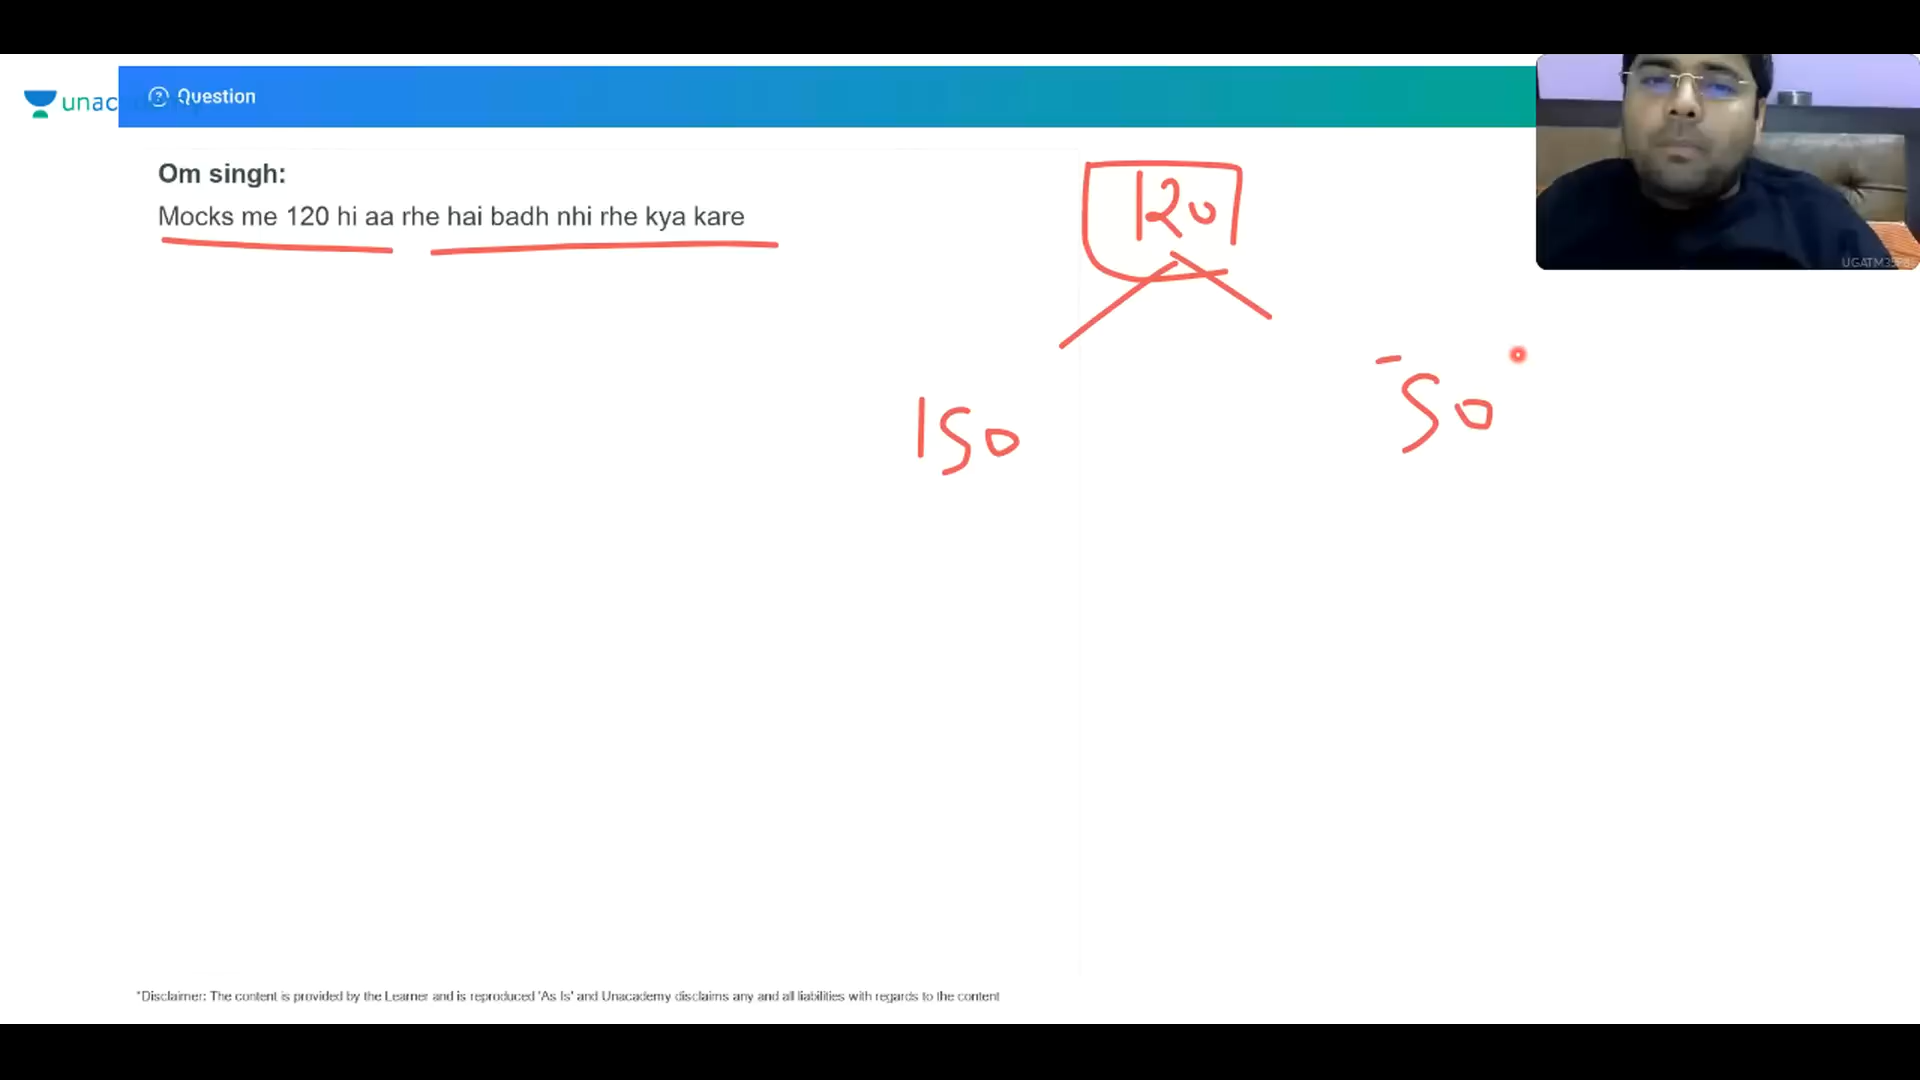 unac
Question
Om singh:
Mocks me 120 hi aa rhe hai badh nhi rhe kya kare
120
150
-50
*Disclaimer: The content is provided by the Learner and is reproduced 'As Is' and Unacademy disclaims any and all liabilities with regards to the content